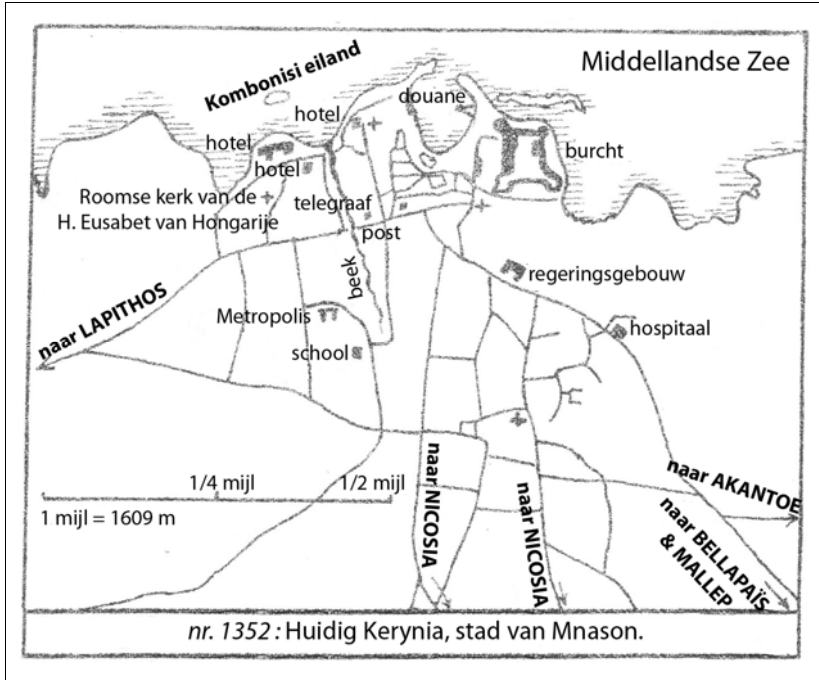 Middellandse Zee
Kombonisi eiland
douane
hotel
hotel
burcht
hotel
Roomse kerk van de
H. Eusabet van Hongarije
telegraaf
post
beek
regeringsgebouw
naar LAPITHOS
Metropolis
hospitaal
school
naar NICOSIA
naar NICOSIA
naar AKANTOE
naar BELLAPAÏS
& MALLEP
1/4 mijl
1/2 mijl
1 mijl = 1609 m
nr. 1352 : Huidig Kerynia, stad van Mnason.